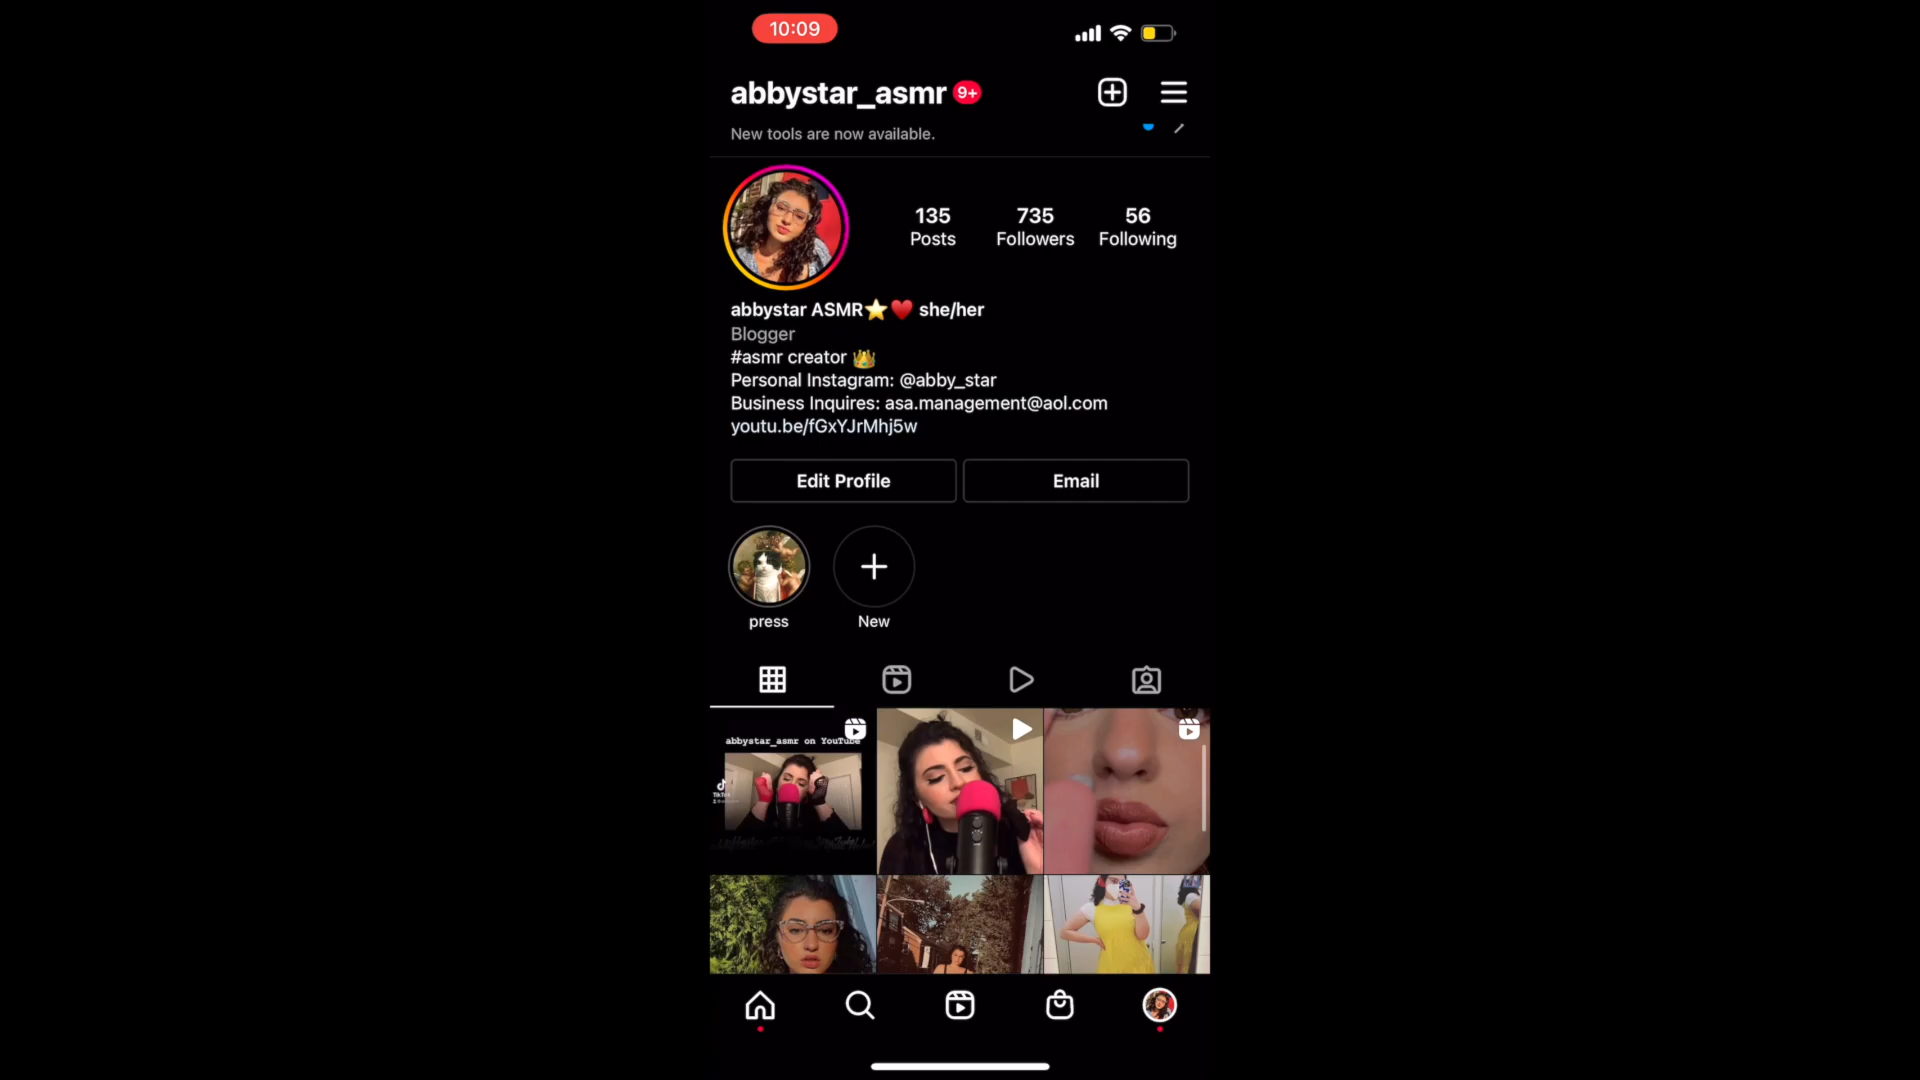 10:09
abbystar_asmr 9+
New tools are now available.
135 735 56
Posts Followers Following
abbystar ASMR⭐❤️ she/her
Blogger
#asmr creator 👑
Personal Instagram: @abby_star
Business Inquires: asa.management@aol.com
youtu.be/fGxYJrMhj5w
Edit Profile Email
press New
abbystar_asmr on YouTube
TikTok